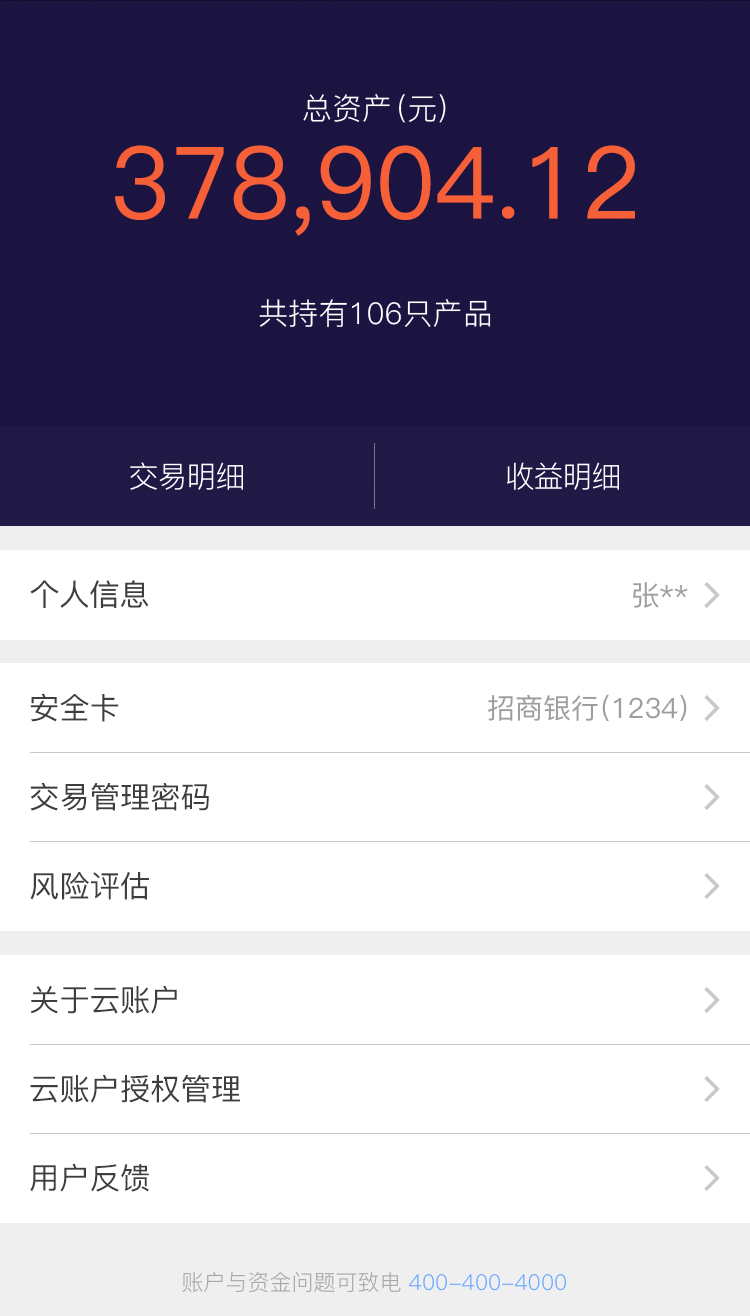 总资产(元)
378,904.12
共持有106只产品
交易明细 收益明细
个人信息 张**
安全卡 招商银行(1234)
交易管理密码
风险评估
关于云账户
云账户授权管理
用户反馈
账户与资金问题可致电 400-400-4000